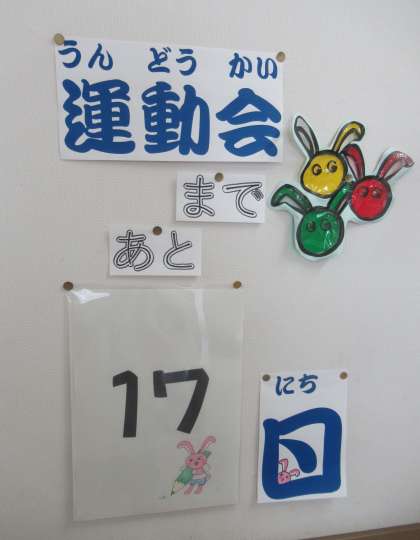 うん どう かい
運動会
まで
あと
17
にち
日